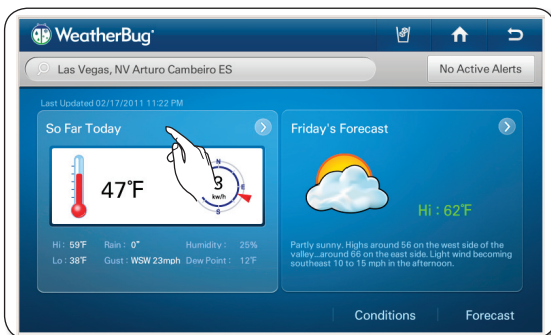 WeatherBug®
Las Vegas, NV Arturo Cambeiro ES
No Active Alerts
Last Updated 02/17/2011 11:22 PM
So Far Today
47°F
N
E
S
3
kw/h
Hi : 59°F Rain : 0" Humidity : 25%
Lo : 38°F Gust : WSW 23mph Dew Point : 12°F
Friday's Forecast
Hi : 62°F
Partly sunny. Highs around 56 on the west side of the
valley...around 66 on the east side. Light wind becoming
southeast 10 to 15 mph in the afternoon.
Conditions
Forecast